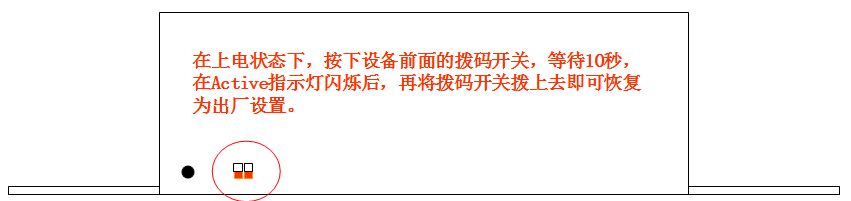 在上电状态下，按下设备前面的拨码开关，等待10秒，
在Active指示灯闪烁后，再将拨码开关拨上去即可恢复
为出厂设置。